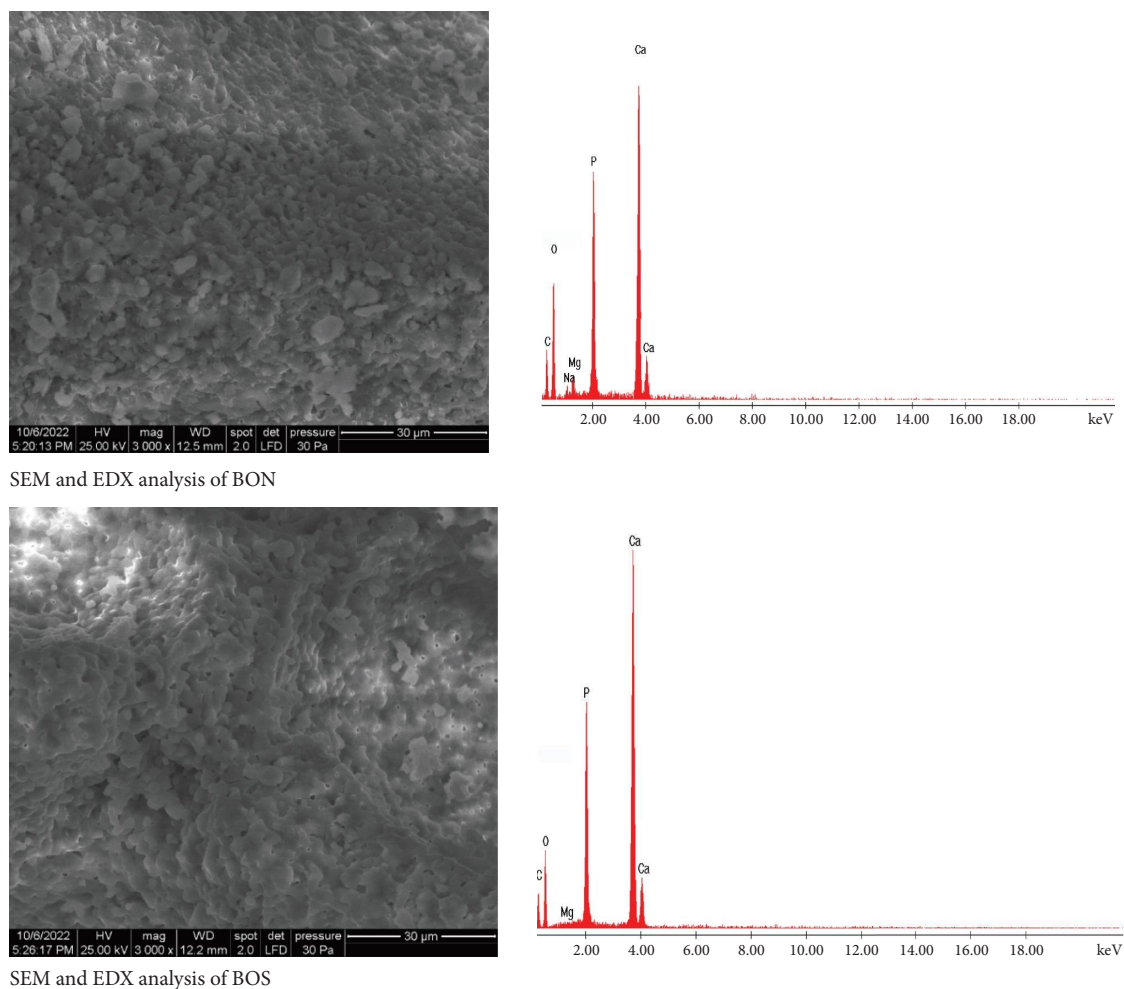 Ca
P
O
C
Mg
Na
Ca
2.00 4.00 6.00 8.00 10.00 12.00 14.00 16.00 18.00 keV
10/6/2022 HV mag WD spot det pressure 30 µm
5:20:13 PM 25.00 kV 3 000 x 12.5 mm 2.0 LFD 30 Pa
SEM and EDX analysis of BON
Ca
P
O
C
Mg
Ca
2.00 4.00 6.00 8.00 10.00 12.00 14.00 16.00 18.00 keV
10/6/2022 HV mag WD spot det pressure 30 µm
5:26:17 PM 25.00 kV 3 000 x 12.2 mm 2.0 LFD 30 Pa
SEM and EDX analysis of BOS